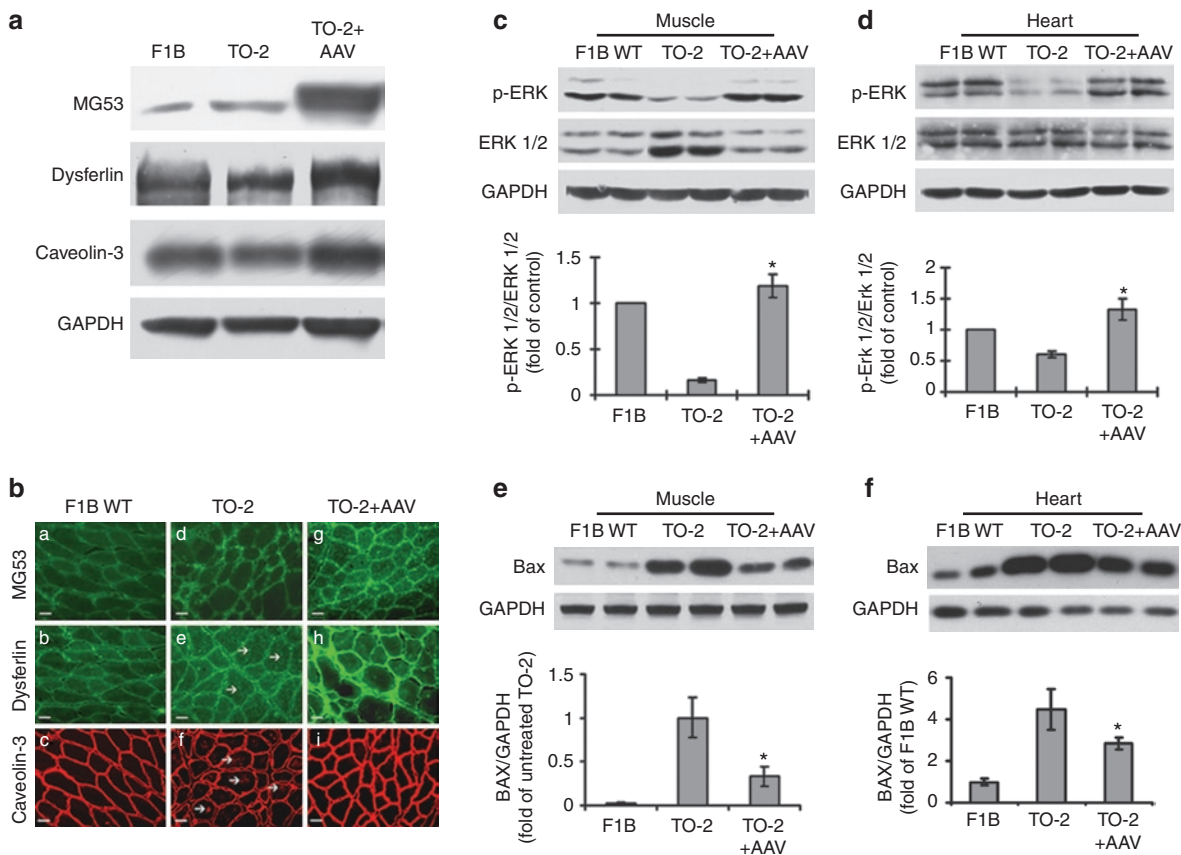 a
F1B TO-2 TO-2+
AAV
MG53
Dysferlin
Caveolin-3
GAPDH
b
F1B WT TO-2 TO-2+AAV
MG53
a d g
Dysferlin
b e h
Caveolin-3
c f i
c
Muscle
F1B WT TO-2 TO-2+AAV
p-ERK
ERK 1/2
GAPDH
p-ERK 1/2/ERK 1/2
(fold of control)
1.5
1
0.5
0
*
F1B TO-2 TO-2
+AAV
d
Heart
F1B WT TO-2 TO-2+AAV
p-ERK
ERK 1/2
GAPDH
p-Erk 1/2/Erk 1/2
(fold of control)
2
1.5
1
0.5
0
*
F1B TO-2 TO-2
+AAV
e
Muscle
F1B WT TO-2 TO-2+AAV
Bax
GAPDH
BAX/GAPDH
(fold of untreated TO-2)
1.5
1
0.5
0
*
F1B TO-2 TO-2
+AAV
f
Heart
F1B WT TO-2 TO-2+AAV
Bax
GAPDH
BAX/GAPDH
(fold of F1B WT)
6
4
2
0
*
F1B TO-2 TO-2
+AAV